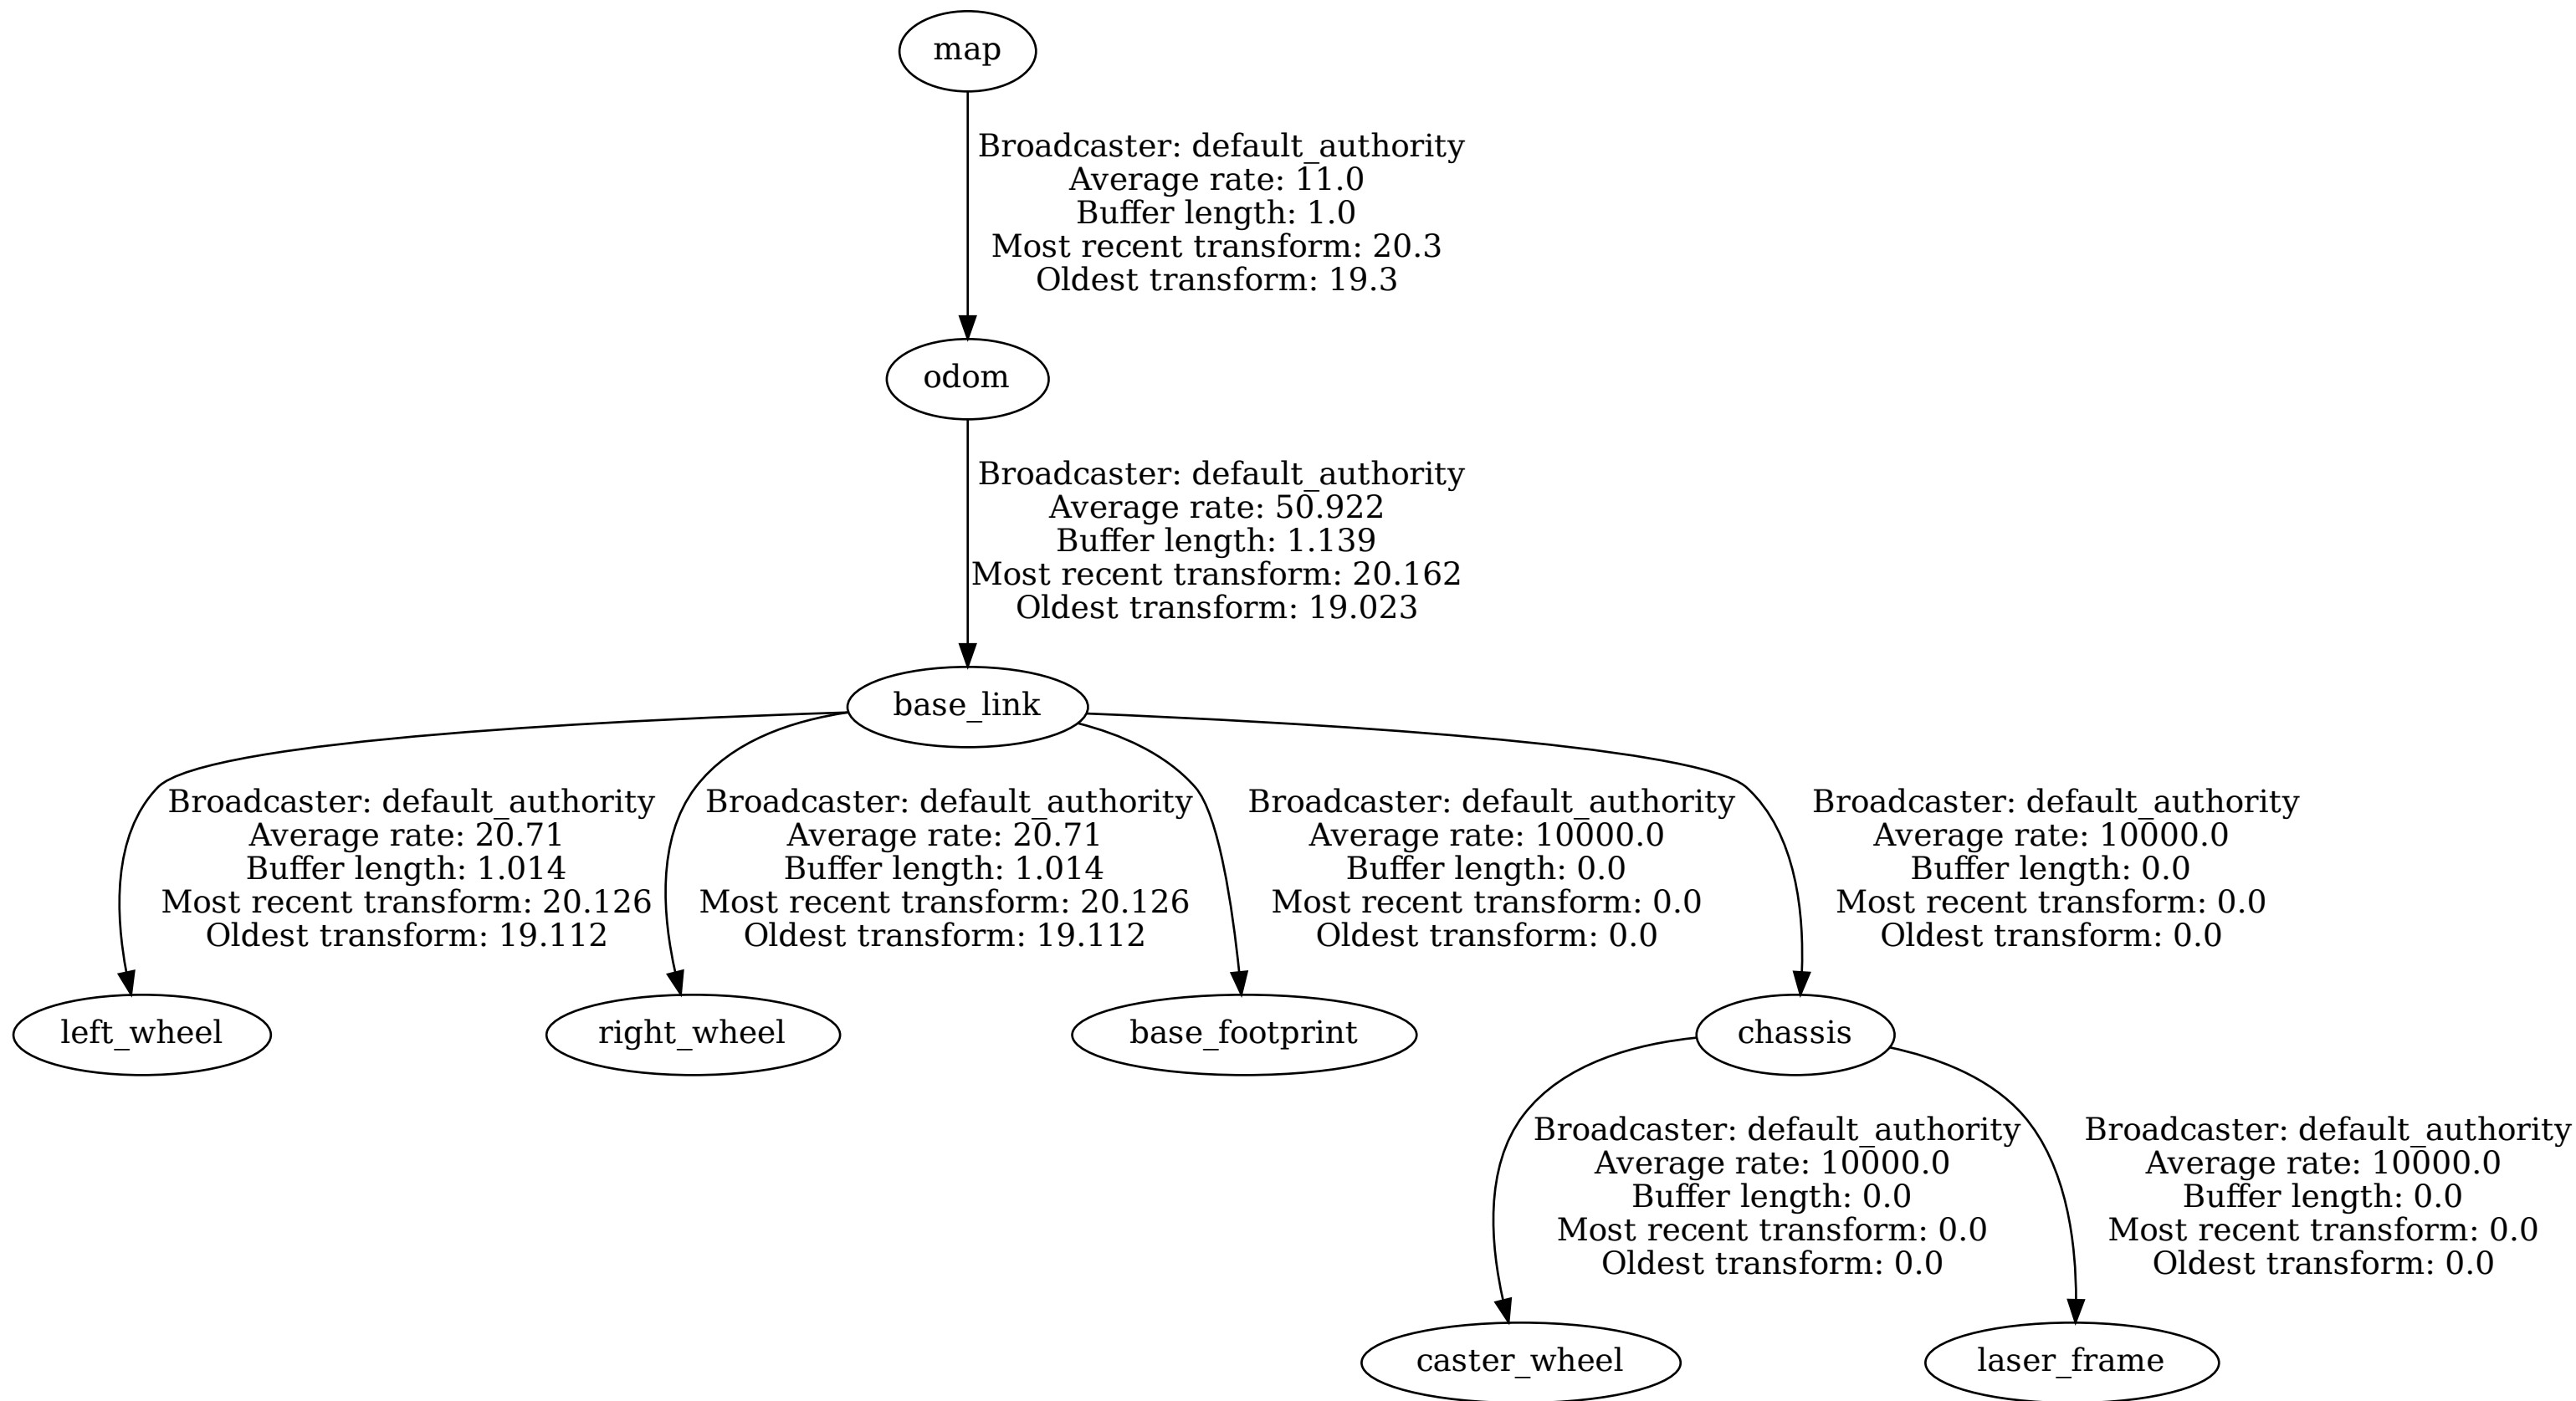 map
Broadcaster: default_authority
Average rate: 11.0
Buffer length: 1.0
Most recent transform: 20.3
Oldest transform: 19.3
odom
Broadcaster: default_authority
Average rate: 50.922
Buffer length: 1.139
Most recent transform: 20.162
Oldest transform: 19.023
base_link
Broadcaster: default_authority
Average rate: 20.71
Buffer length: 1.014
Most recent transform: 20.126
Oldest transform: 19.112
Broadcaster: default_authority
Average rate: 20.71
Buffer length: 1.014
Most recent transform: 20.126
Oldest transform: 19.112
Broadcaster: default_authority
Average rate: 10000.0
Buffer length: 0.0
Most recent transform: 0.0
Oldest transform: 0.0
Broadcaster: default_authority
Average rate: 10000.0
Buffer length: 0.0
Most recent transform: 0.0
Oldest transform: 0.0
left_wheel
right_wheel
base_footprint
chassis
Broadcaster: default_authority
Average rate: 10000.0
Buffer length: 0.0
Most recent transform: 0.0
Oldest transform: 0.0
Broadcaster: default_authority
Average rate: 10000.0
Buffer length: 0.0
Most recent transform: 0.0
Oldest transform: 0.0
caster_wheel
laser_frame